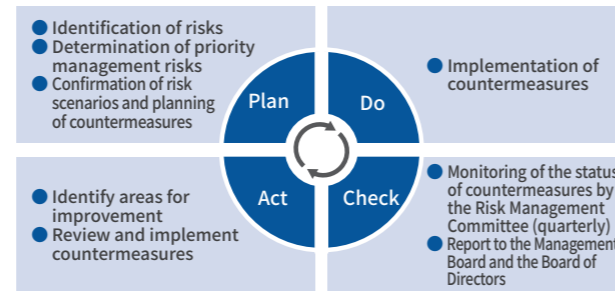 ● Identification of risks
● Determination of priority
management risks
● Confirmation of risk
scenarios and planning
of countermeasures
Plan
Do
● Implementation of
countermeasures
● Identify areas for
improvement
● Review and implement
countermeasures
Act
Check
● Monitoring of the status
of countermeasures by
the Risk Management
Committee (quarterly)
● Report to the Management
Board and the Board of
Directors